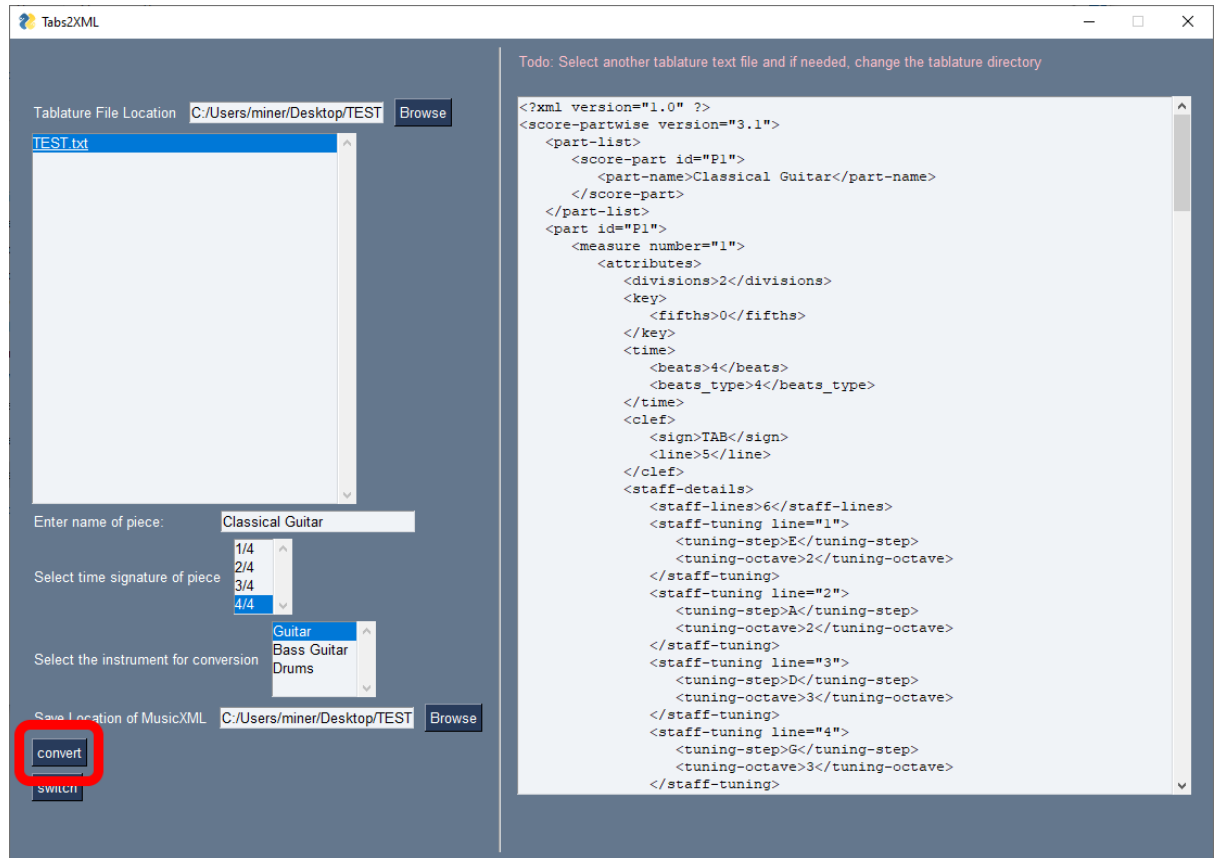 Tabs2XML
Tablature File Location C:/Users/miner/Desktop/TEST Browse
TEST.txt
Enter name of piece: Classical Guitar
Select time signature of piece
1/4
2/4
3/4
4/4
Select the instrument for conversion
Guitar
Bass Guitar
Drums
Save Location of MusicXML C:/Users/miner/Desktop/TEST Browse
convert
switch
Todo: Select another tablature text file and if needed, change the tablature directory
<?xml version="1.0" ?>
<score-partwise version="3.1">
<part-list>
<score-part id="P1">
<part-name>Classical Guitar</part-name>
</score-part>
</part-list>
<part id="P1">
<measure number="1">
<attributes>
<divisions>2</divisions>
<key>
<fifths>0</fifths>
</key>
<time>
<beats>4</beats>
<beats_type>4</beats_type>
</time>
<clef>
<sign>TAB</sign>
<line>5</line>
</clef>
<staff-details>
<staff-lines>6</staff-lines>
<staff-tuning line="1">
<tuning-step>E</tuning-step>
<tuning-octave>2</tuning-octave>
</staff-tuning>
<staff-tuning line="2">
<tuning-step>A</tuning-step>
<tuning-octave>2</tuning-octave>
</staff-tuning>
<staff-tuning line="3">
<tuning-step>D</tuning-step>
<tuning-octave>3</tuning-octave>
</staff-tuning>
<staff-tuning line="4">
<tuning-step>G</tuning-step>
<tuning-octave>3</tuning-octave>
</staff-tuning>